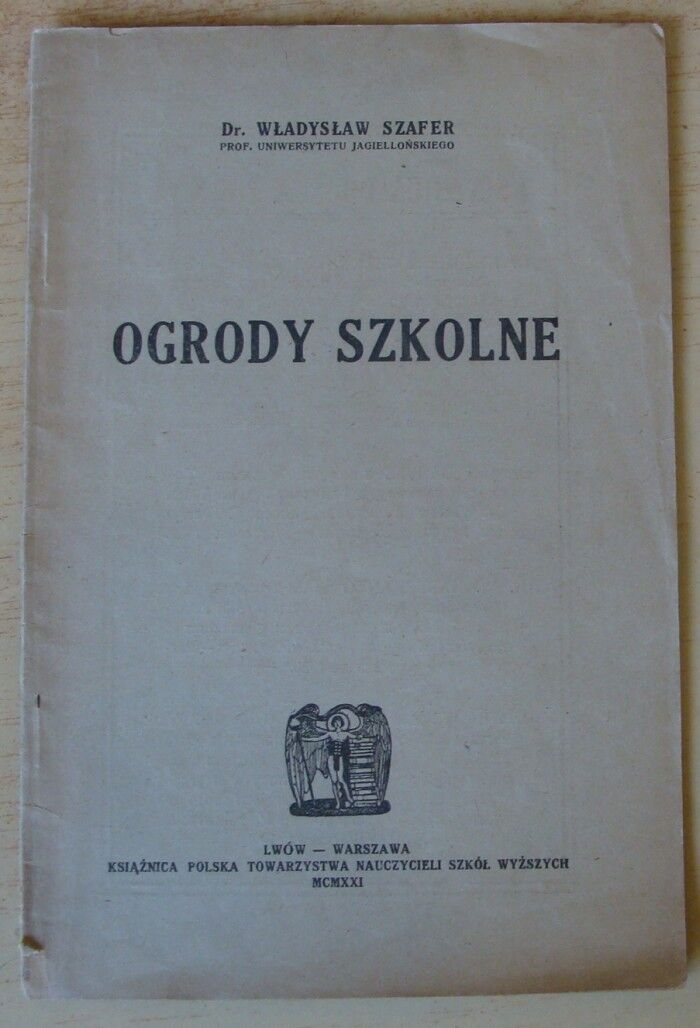 Dr. WŁADYSŁAW SZAFER
PROF. UNIWERSYTETU JAGIELLOŃSKIEGO
OGRODY SZKOLNE
LWÓW — WARSZAWA
KSIĄŻNICA POLSKA TOWARZYSTWA NAUCZYCIELI SZKÓŁ WYŻSZYCH
MCMXXI